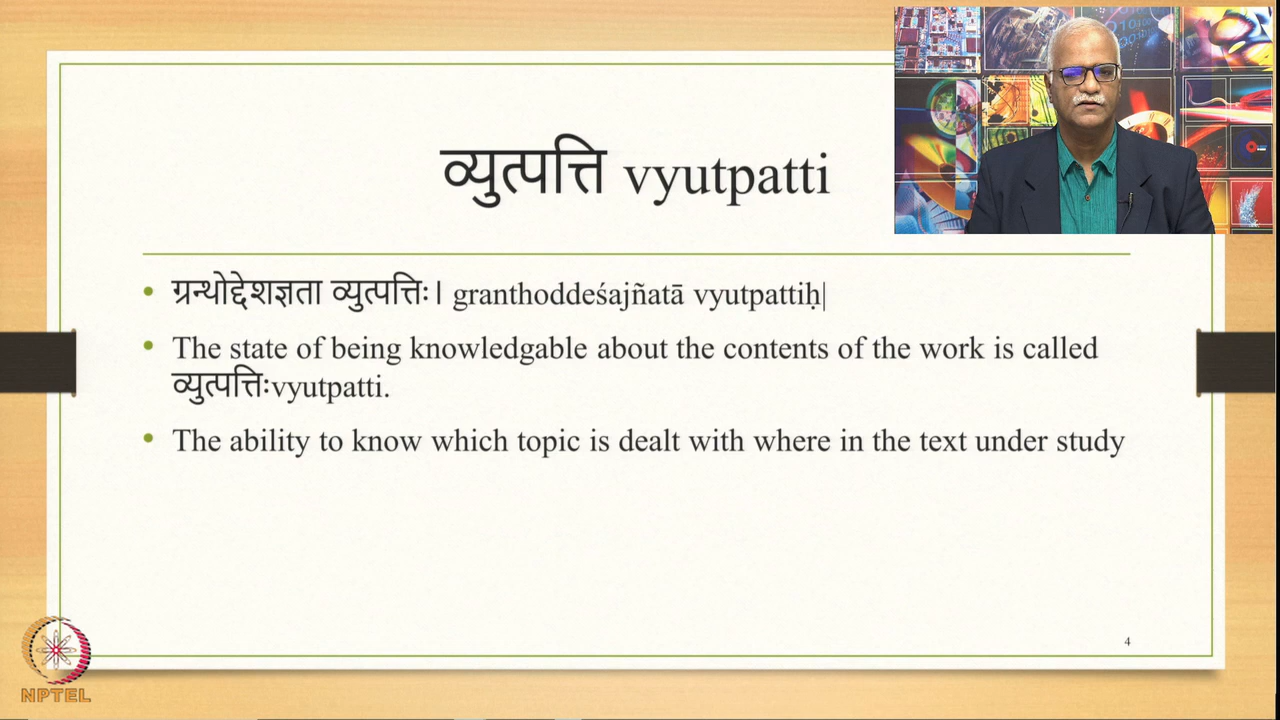 व्युत्पत्ति vyutpatti
ग्रन्थोद्देशज्ञता व्युत्पत्तिः। granthoddeśajñatā vyutpattiḥ|
The state of being knowledgable about the contents of the work is called
व्युत्पत्तिःvyutpatti.
The ability to know which topic is dealt with where in the text under study
4
NPTEL